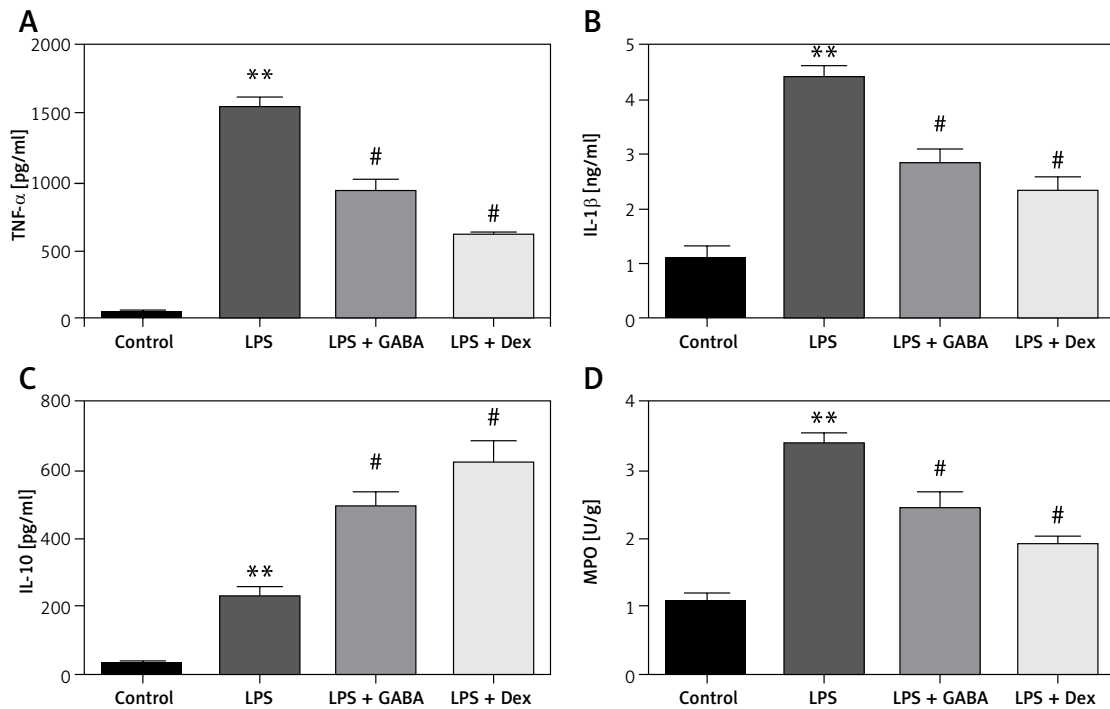 A
TNF-α [pg/ml]
2000
1500
1000
500
0
**
#
#
Control LPS LPS + GABA LPS + Dex
B
IL-1β [ng/ml]
5
4
3
2
1
0
**
#
#
Control LPS LPS + GABA LPS + Dex
C
IL-10 [pg/ml]
800
600
400
200
0
**
#
#
Control LPS LPS + GABA LPS + Dex
D
MPO [U/g]
4
3
2
1
0
**
#
#
Control LPS LPS + GABA LPS + Dex